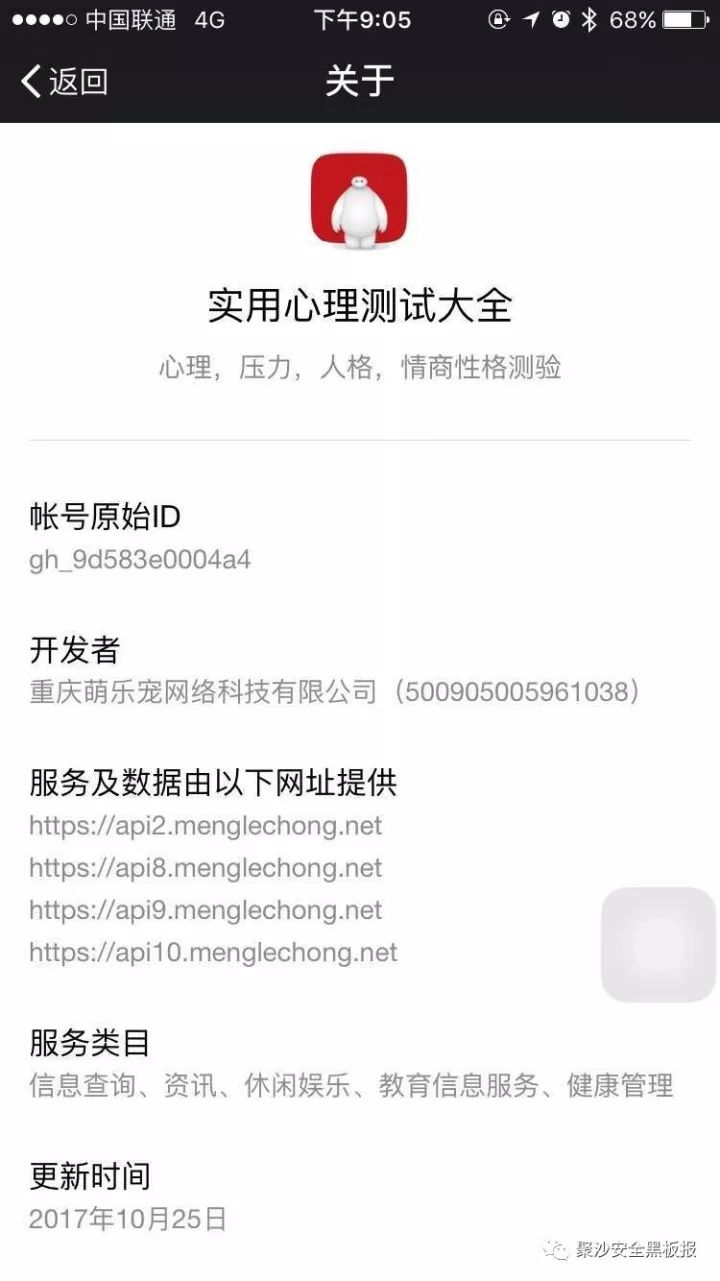 中国联通 4G 下午9:05 68%
返回 关于
实用心理测试大全
心理，压力，人格，情商性格测验
帐号原始ID
gh_9d583e0004a4
开发者
重庆萌乐宠网络科技有限公司（500905005961038）
服务及数据由以下网址提供
https://api2.menglechong.net
https://api8.menglechong.net
https://api9.menglechong.net
https://api10.menglechong.net
服务类目
信息查询、资讯、休闲娱乐、教育信息服务、健康管理
更新时间
2017年10月25日
聚沙安全黑板报